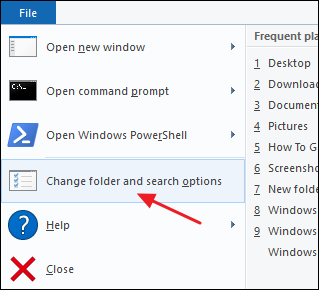 File
Open new window
Open command prompt
Open Windows PowerShell
Change folder and search options
Help
Close
Frequent pla
1 Desktop
2 Download
3 Document
4 Pictures
5 How To G
6 Screensho
7 New folde
8 Windows
9 Windows
Windows